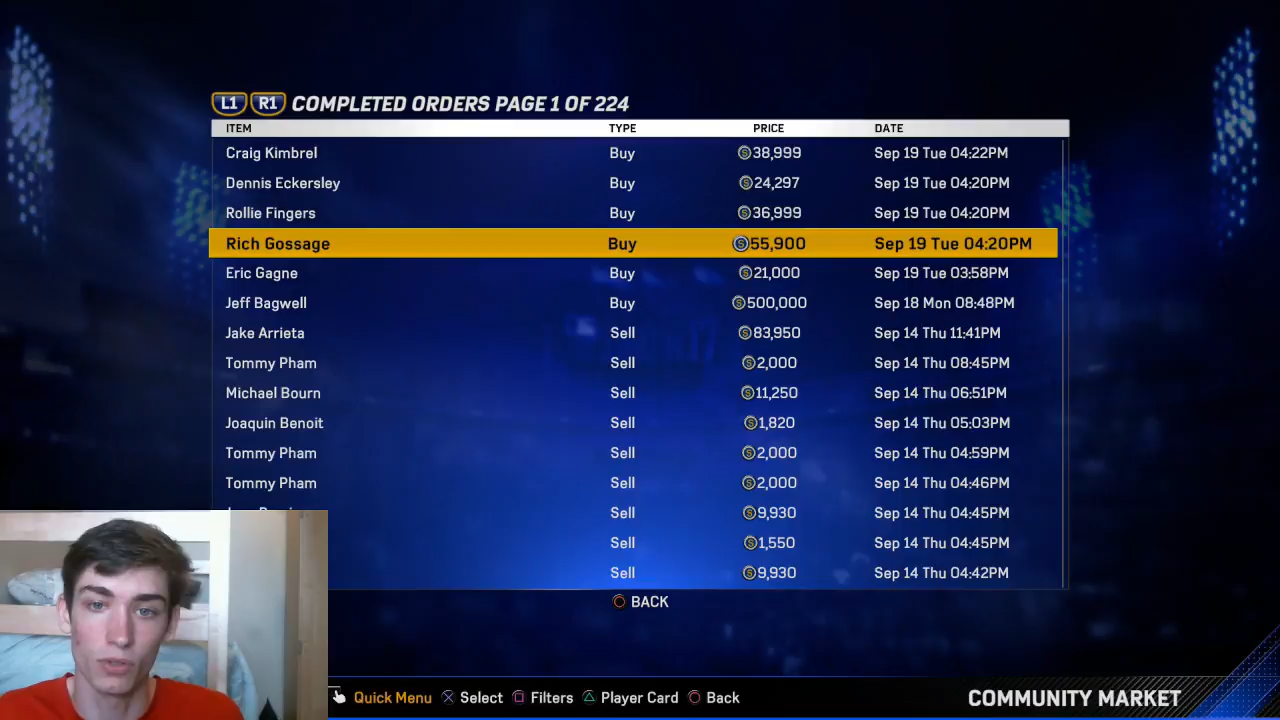 L1 R1 COMPLETED ORDERS PAGE 1 OF 224
ITEM TYPE PRICE DATE
Craig Kimbrel Buy 38,999 Sep 19 Tue 04:22PM
Dennis Eckersley Buy 24,297 Sep 19 Tue 04:20PM
Rollie Fingers Buy 36,999 Sep 19 Tue 04:20PM
Rich Gossage Buy 55,900 Sep 19 Tue 04:20PM
Eric Gagne Buy 21,000 Sep 19 Tue 03:58PM
Jeff Bagwell Buy 500,000 Sep 18 Mon 08:48PM
Jake Arrieta Sell 83,950 Sep 14 Thu 11:41PM
Tommy Pham Sell 2,000 Sep 14 Thu 08:45PM
Michael Bourn Sell 11,250 Sep 14 Thu 06:51PM
Joaquin Benoit Sell 1,820 Sep 14 Thu 05:03PM
Tommy Pham Sell 2,000 Sep 14 Thu 04:59PM
Tommy Pham Sell 2,000 Sep 14 Thu 04:46PM
Sell 9,930 Sep 14 Thu 04:45PM
Sell 1,550 Sep 14 Thu 04:45PM
Sell 9,930 Sep 14 Thu 04:42PM
BACK
Quick Menu Select Filters Player Card Back
COMMUNITY MARKET